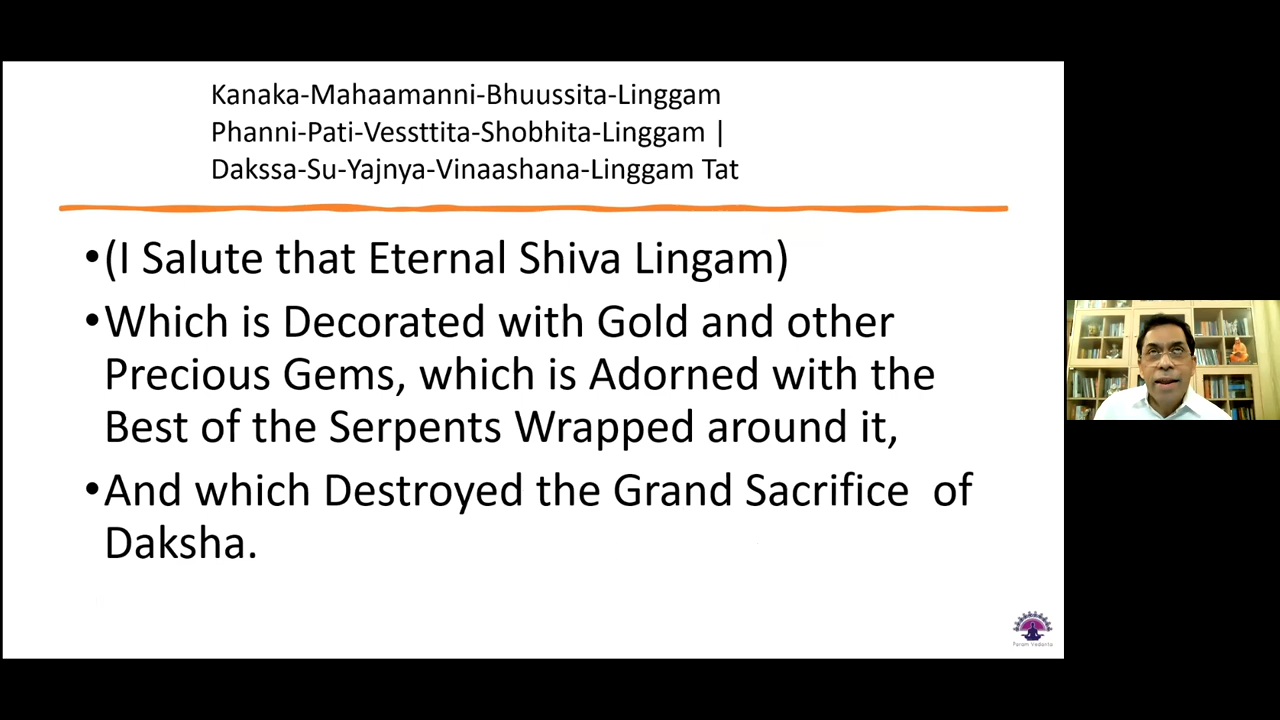 Kanaka-Mahaamanni-Bhuussita-Linggam
Phanni-Pati-Vessttita-Shobhita-Linggam |
Dakssa-Su-Yajnya-Vinaashana-Linggam Tat
•(I Salute that Eternal Shiva Lingam)
•Which is Decorated with Gold and other
Precious Gems, which is Adorned with the
Best of the Serpents Wrapped around it,
•And which Destroyed the Grand Sacrifice of
Daksha.
Param Vedanta